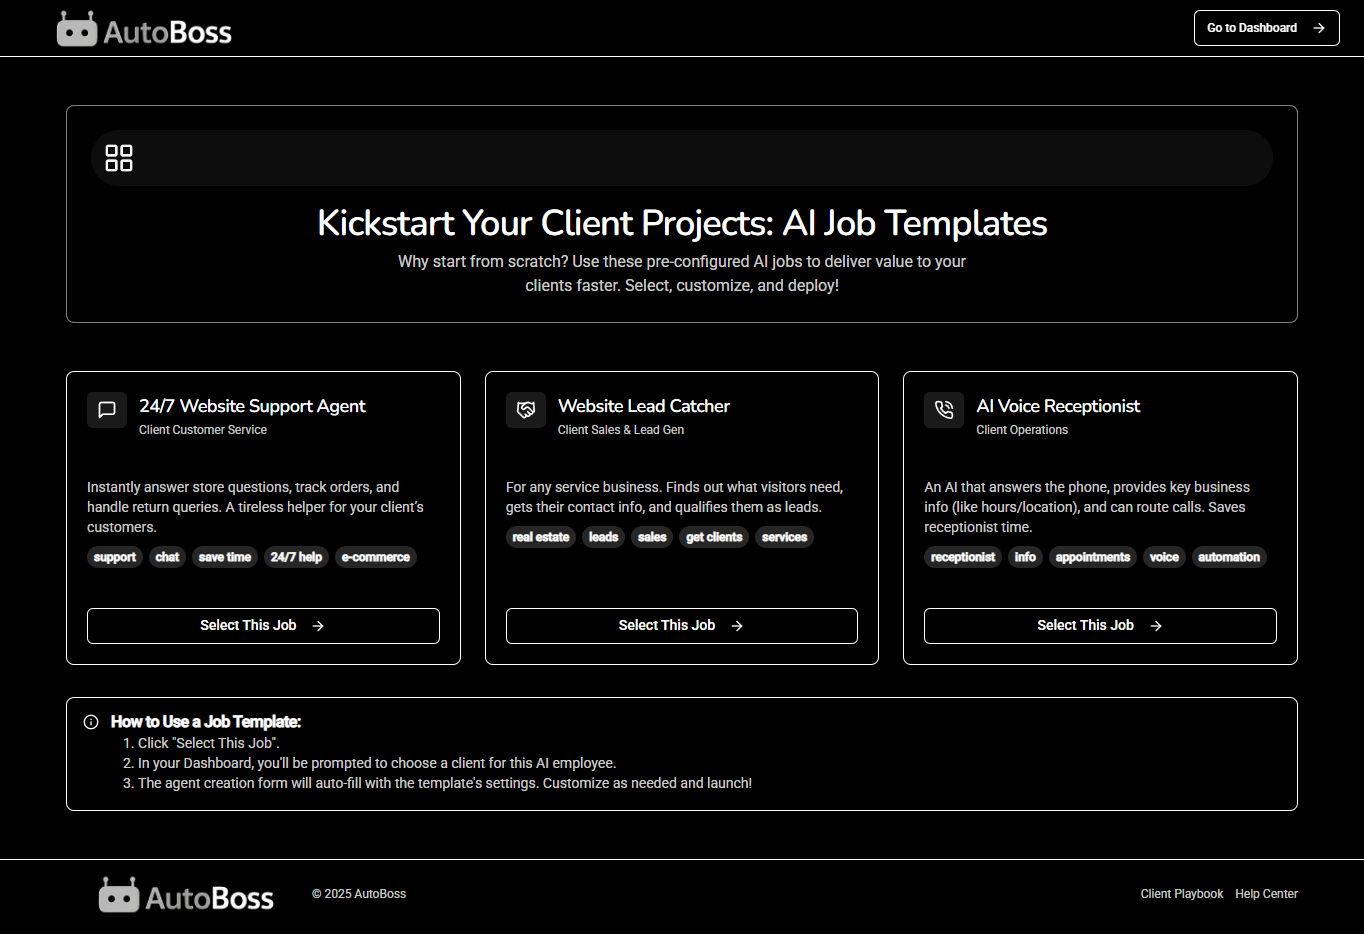 AutoBoss
Go to Dashboard
Kickstart Your Client Projects: AI Job Templates
Why start from scratch? Use these pre-configured AI jobs to deliver value to your
clients faster. Select, customize, and deploy!
24/7 Website Support Agent
Client Customer Service
Instantly answer store questions, track orders, and
handle return queries. A tireless helper for your client’s
customers.
support chat save time 24/7 help e-commerce
Select This Job
Website Lead Catcher
Client Sales & Lead Gen
For any service business. Finds out what visitors need,
gets their contact info, and qualifies them as leads.
real estate leads sales get clients services
Select This Job
AI Voice Receptionist
Client Operations
An AI that answers the phone, provides key business
info (like hours/location), and can route calls. Saves
receptionist time.
receptionist info appointments voice automation
Select This Job
How to Use a Job Template:
1. Click "Select This Job".
2. In your Dashboard, you'll be prompted to choose a client for this AI employee.
3. The agent creation form will auto-fill with the template's settings. Customize as needed and launch!
AutoBoss
© 2025 AutoBoss
Client Playbook Help Center